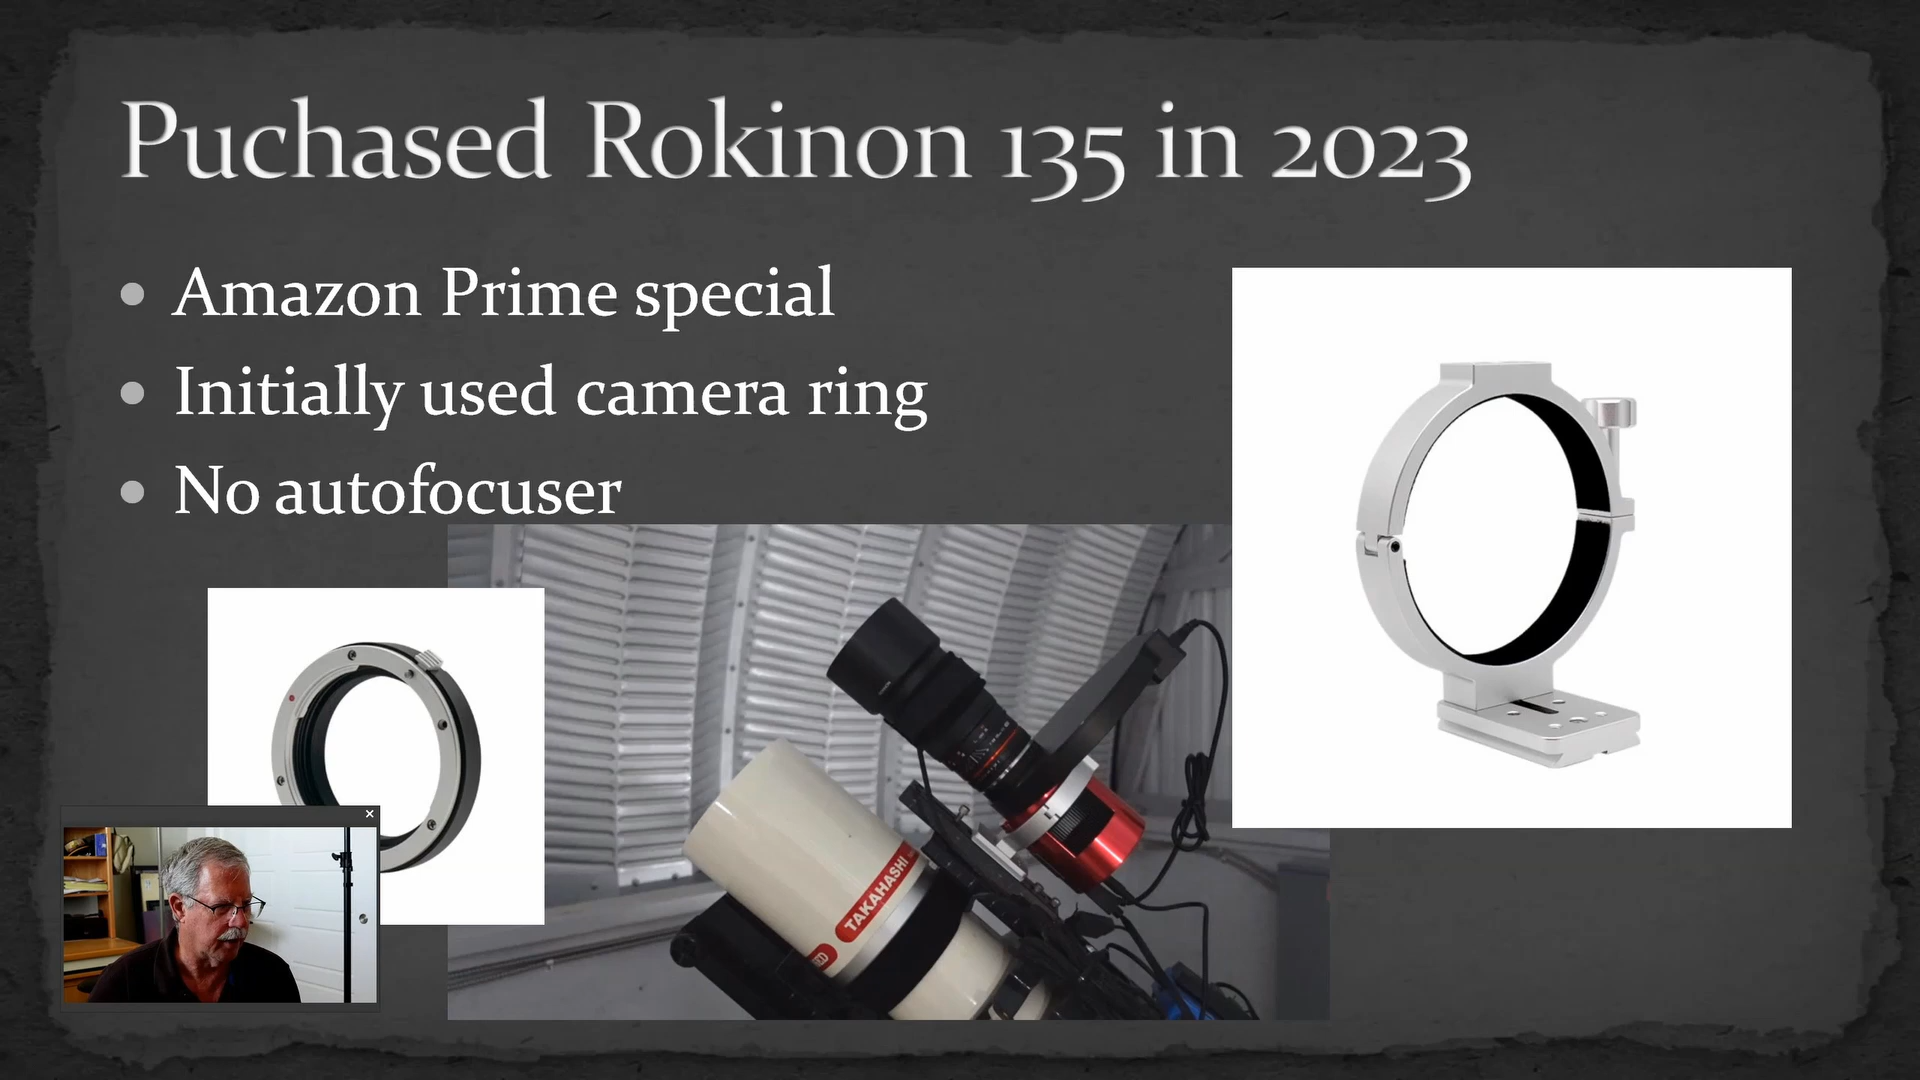 Puchased Rokinon 135 in 2023
Amazon Prime special
Initially used camera ring
No autofocuser
TAKAHASHI